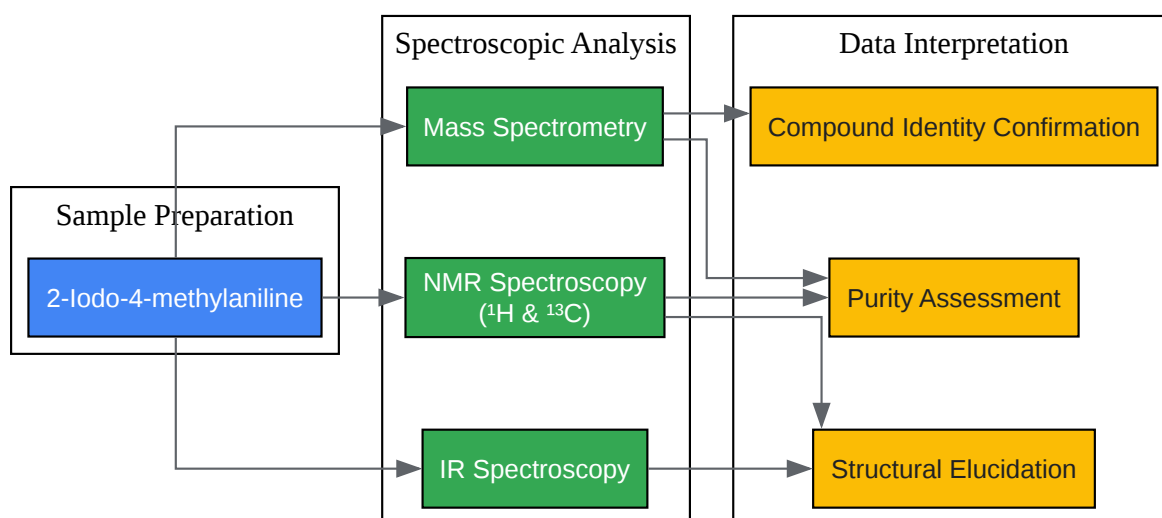 Sample Preparation
2-Iodo-4-methylaniline
Spectroscopic Analysis
Mass Spectrometry
NMR Spectroscopy
(¹H & ¹³C)
IR Spectroscopy
Data Interpretation
Compound Identity Confirmation
Purity Assessment
Structural Elucidation